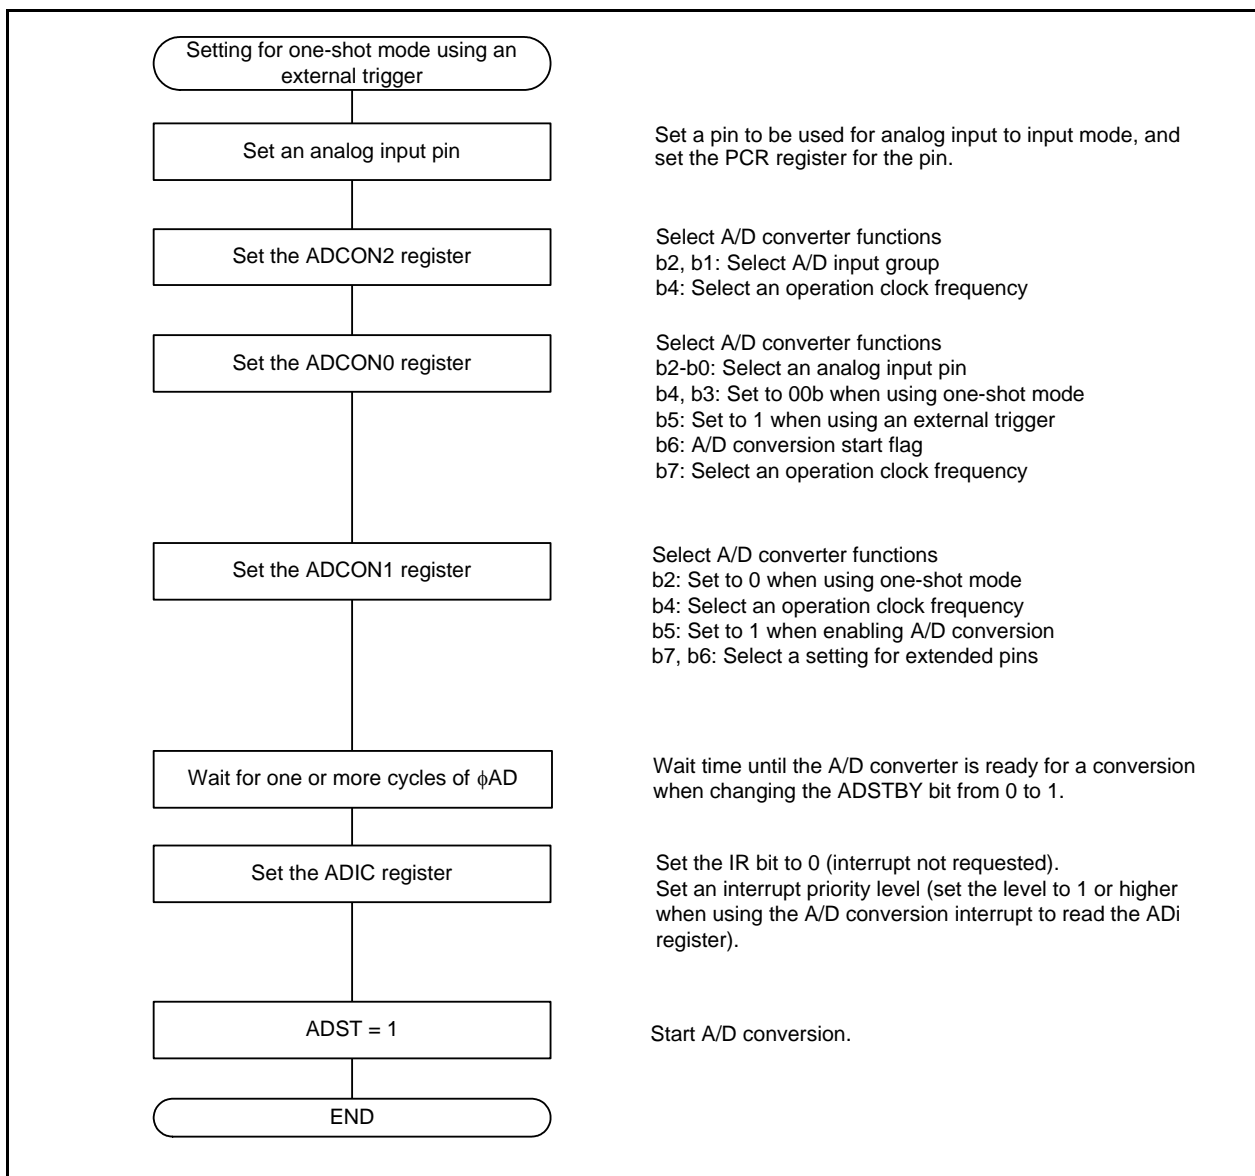 Setting for one-shot mode using an
external trigger
Set an analog input pin
Set a pin to be used for analog input to input mode, and
set the PCR register for the pin.
Set the ADCON2 register
Select A/D converter functions
b2, b1: Select A/D input group
b4: Select an operation clock frequency
Set the ADCON0 register
Select A/D converter functions
b2-b0: Select an analog input pin
b4, b3: Set to 00b when using one-shot mode
b5: Set to 1 when using an external trigger
b6: A/D conversion start flag
b7: Select an operation clock frequency
Set the ADCON1 register
Select A/D converter functions
b2: Set to 0 when using one-shot mode
b4: Select an operation clock frequency
b5: Set to 1 when enabling A/D conversion
b7, b6: Select a setting for extended pins
Wait for one or more cycles of ϕAD
Wait time until the A/D converter is ready for a conversion
when changing the ADSTBY bit from 0 to 1.
Set the ADIC register
Set the IR bit to 0 (interrupt not requested).
Set an interrupt priority level (set the level to 1 or higher
when using the A/D conversion interrupt to read the ADi
register).
ADST = 1
Start A/D conversion.
END